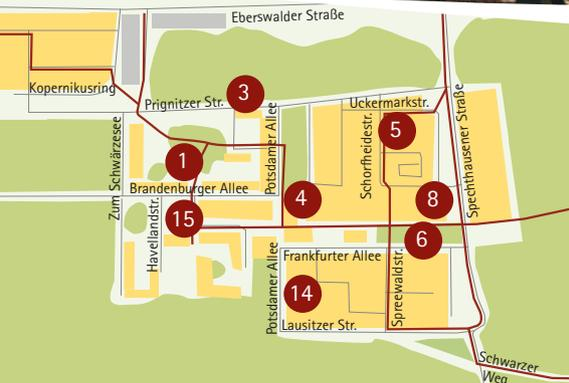 Eberswalder Straße
Kopernikusring
Prignitzer Str.
3
Uckermarkstr.
5
Zum Schwärzesee
Potsdamer Allee
Schorfheidestr.
Spechthausener Straße
1
Brandenburger Allee
4
8
15
Havellandstr.
6
Potsdamer Allee
Frankfurter Allee
14
Spreewaldstr.
Lausitzer Str.
Schwarzer
Weg